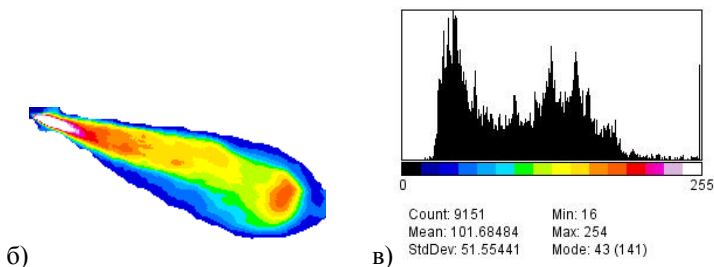 0 255
Count: 9151 Min: 16
Mean: 101.68484 Max: 254
StdDev: 51.55441 Mode: 43 (141)
б) в)